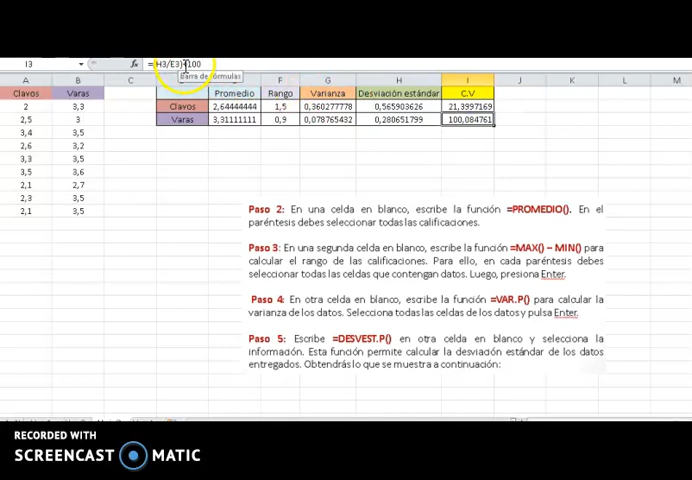 I3 fx =(H3/E3)*100
Barra de fórmulas
A B F G H I J K L
Clavos Varas Promedio Rango Varianza Desviación estándar C.V
2 3,3 Clavos 2,64444444 1,5 0,360277778 0,565903626 21,3997169
2,5 3 Varas 3,31111111 0,9 0,078765432 0,280651799 100,084761
3,4 3,5
2,6 3,2
3,3 3,5
3,5 3,6
2,1 2,7
2,3 3,5
2,1 3,5
Paso 2: En una celda en blanco, escribe la función =PROMEDIO(). En el
paréntesis debes seleccionar todas las calificaciones.
Paso 3: En una segunda celda en blanco, escribe la función =MAX() – MIN() para
calcular el rango de las calificaciones. Para ello, en cada paréntesis debes
seleccionar todas las celdas que contengan datos. Luego, presiona Enter.
Paso 4: En otra celda en blanco, escribe la función =VAR.P() para calcular la
varianza de los datos. Selecciona todas las celdas de los datos y pulsa Enter.
Paso 5: Escribe =DESVEST.P() en otra celda en blanco y selecciona la
información. Esta función permite calcular la desviación estándar de los datos
entregados. Obtendrás lo que se muestra a continuación:
RECORDED WITH
SCREENCAST MATIC